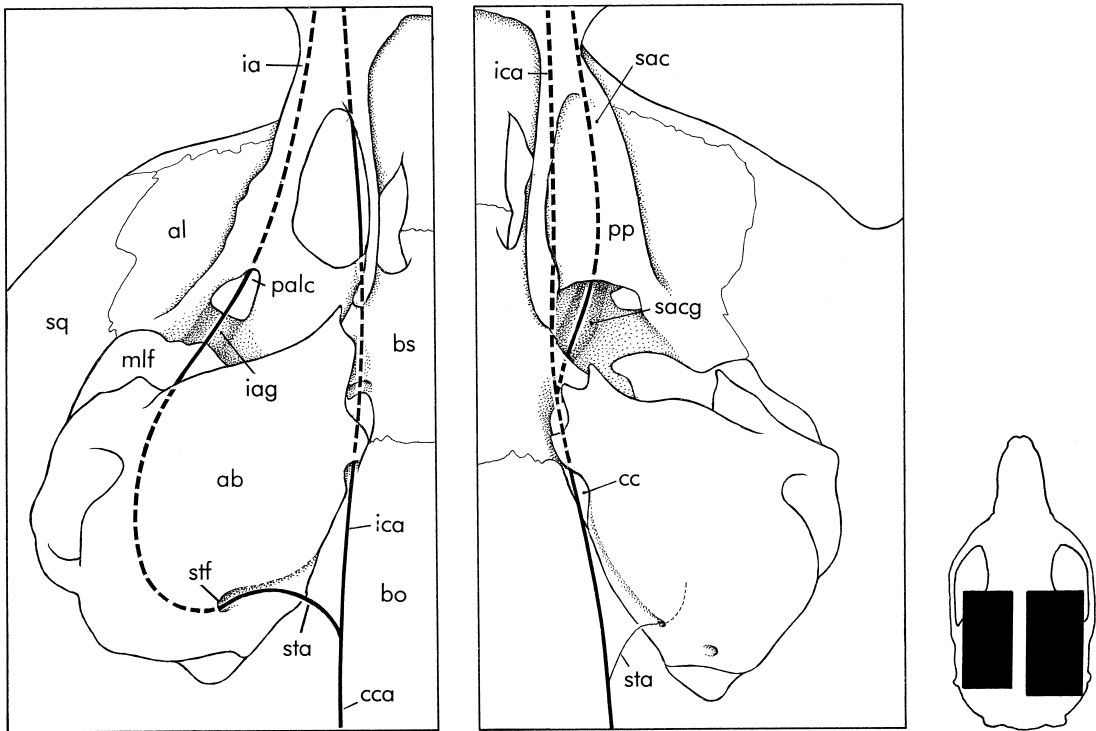 ia
al
palc
sq
mlf
iag
bs
ab
ica
stf
bo
sta
cca
ica
sac
pp
sacg
cc
sta